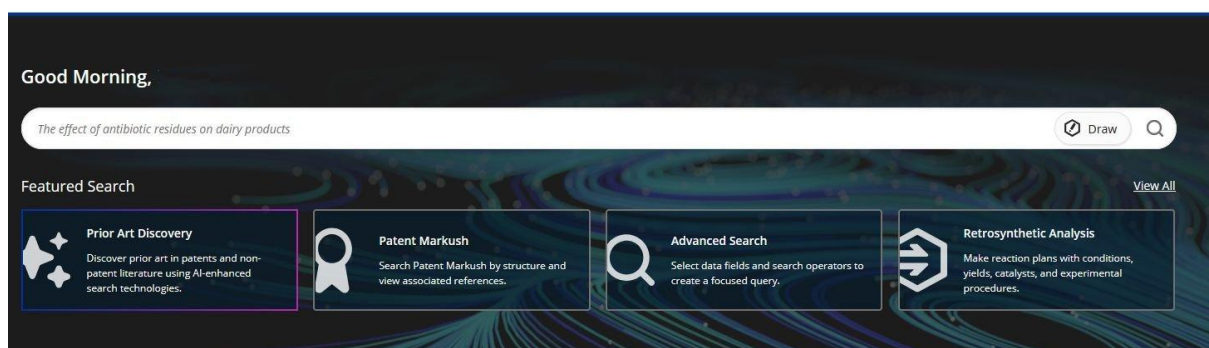 Good Morning,
The effect of antibiotic residues on dairy products
Draw
Featured Search
View All
Prior Art Discovery
Discover prior art in patents and non-
patent literature using AI-enhanced
search technologies.
Patent Markush
Search Patent Markush by structure and
view associated references.
Advanced Search
Select data fields and search operators to
create a focused query.
Retrosynthetic Analysis
Make reaction plans with conditions,
yields, catalysts, and experimental
procedures.